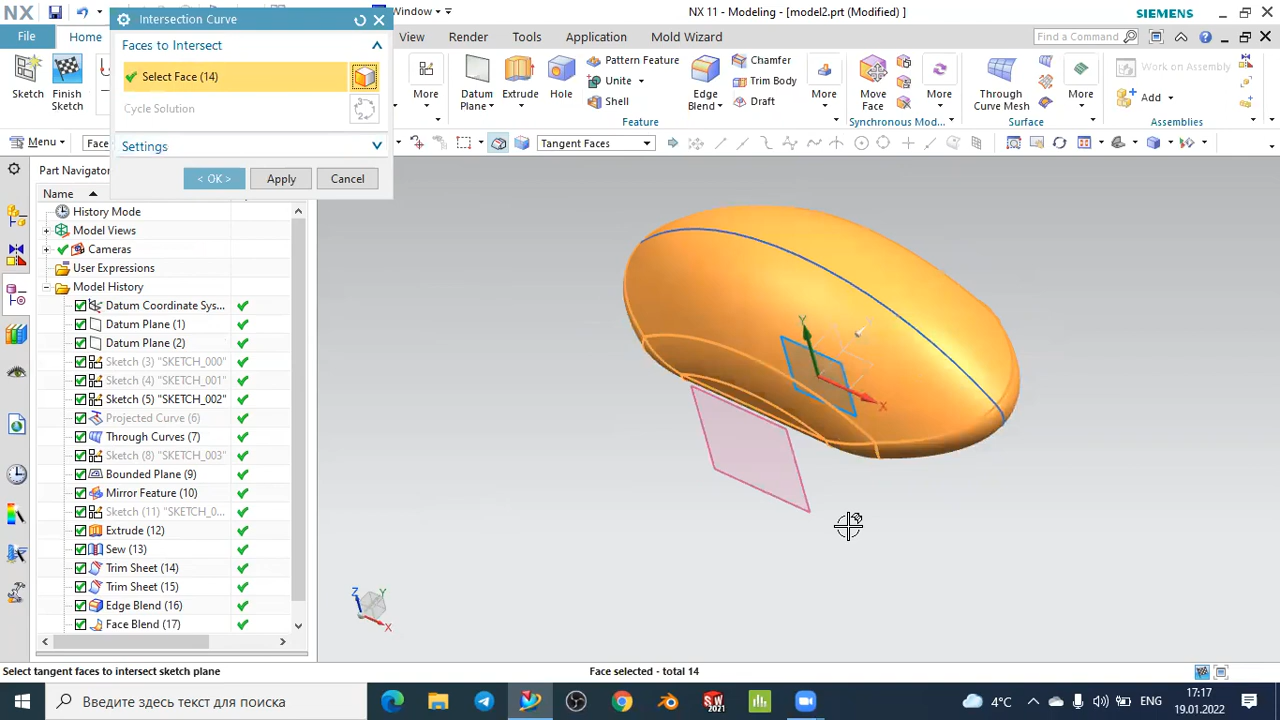 NX
Window
NX 11 - Modeling - [model2.prt (Modified) ]
SIEMENS
Intersection Curve
File
Home
View
Render
Tools
Application
Mold Wizard
Find a Command
Faces to Intersect
Select Face (14)
Cycle Solution
Settings
< OK >
Apply
Cancel
Sketch
Finish
Sketch
More
Datum
Plane
Extrude
Hole
Pattern Feature
Unite
Shell
Edge
Blend
Chamfer
Trim Body
Draft
More
Move
Face
More
Through
Curve Mesh
More
Work on Assembly
Add
Feature
Synchronous Mod...
Surface
Assemblies
Menu
Face
Tangent Faces
Part Navigator
Name
History Mode
Model Views
Cameras
User Expressions
Model History
Datum Coordinate Sys...
Datum Plane (1)
Datum Plane (2)
Sketch (3) "SKETCH_000"
Sketch (4) "SKETCH_001"
Sketch (5) "SKETCH_002"
Projected Curve (6)
Through Curves (7)
Sketch (8) "SKETCH_003"
Bounded Plane (9)
Mirror Feature (10)
Sketch (11) "SKETCH_0...
Extrude (12)
Sew (13)
Trim Sheet (14)
Trim Sheet (15)
Edge Blend (16)
Face Blend (17)
Y
X
Z
Y
X
Select tangent faces to intersect sketch plane
Face selected - total 14
Введите здесь текст для поиска
SW
2021
4°C
ENG
17:17
19.01.2022